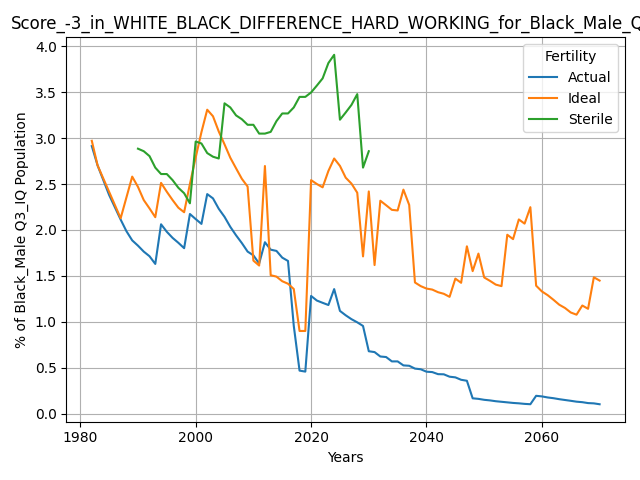 Score_-3_in_WHITE_BLACK_DIFFERENCE_HARD_WORKING_for_Black_Male_Q
4.0
3.5
3.0
2.5
2.0
1.5
1.0
0.5
0.0
% of Black_Male Q3_IQ Population
Fertility
Actual
Ideal
Sterile
1980
2000
2020
2040
2060
Years